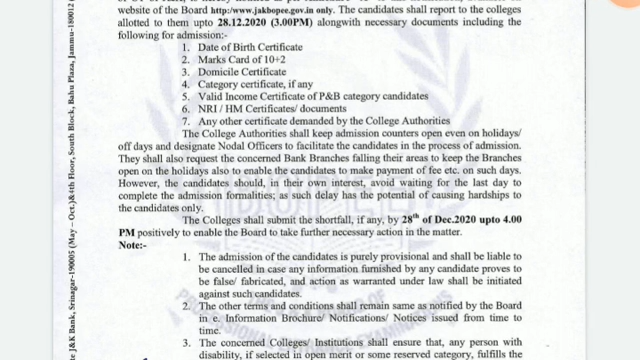 website of the Board http:/www.jakbopee.gov.in only. The candidates shall report to the colleges
allotted to them upto 28.12.2020 (3.00PM) alongwith necessary documents including the
following for admission:-
1. Date of Birth Certificate
2. Marks Card of 10+2
3. Domicile Certificate
4. Category certificate, if any
5. Valid Income Certificate of P&B category candidates
6. NRI / HM Certificates/ documents
7. Any other certificate demanded by the College Authorities
The College Authorities shall keep admission counters open even on holidays/
off days and designate Nodal Officers to facilitate the candidates in the process of admission.
They shall also request the concerned Bank Branches falling their areas to keep the Branches
open on the holidays also to enable the candidates to make payment of fee etc. on such days.
However, the candidates should, in their own interest, avoid waiting for the last day to
complete the admission formalities; as such delay has the potential of causing hardships to
the candidates only.
The Colleges shall submit the shortfall, if any, by 28th of Dec.2020 upto 4.00
PM positively to enable the Board to take further necessary action in the matter.
Note:-
1. The admission of the candidates is purely provisional and shall be liable to
be cancelled in case any information furnished by any candidate proves to
be false/ fabricated, and action as warranted under law shall be initiated
against such candidates.
2. The other terms and conditions shall remain same as notified by the Board
in e. Information Brochure/ Notifications/ Notices issued from time to
time.
3. The concerned Colleges/ Institutions shall ensure that, any person with
disability, if selected in open merit or some reserved category, fulfills the
te J&K Bank, Srinagar-190005 (May – Oct.)&4th Floor, South Block, Bahu Plaza, Jammu-180012